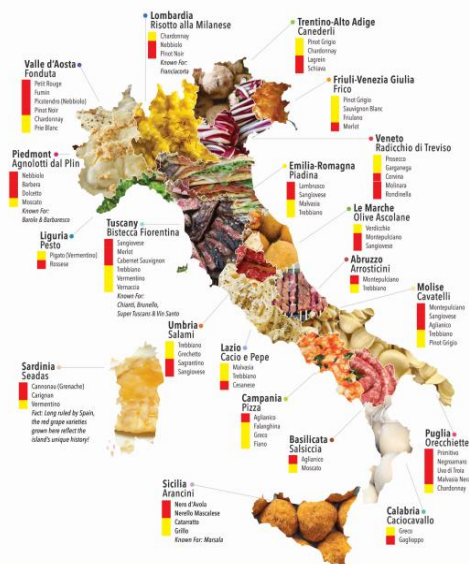 Lombardia
Risotto alla Milanese
Chardonnay
Nebbiolo
Pinot Noir
Known For:
Franciacorta
Trentino-Alto Adige
Canederli
Pinot Grigio
Chardonnay
Lagrein
Schiava
Valle d'Aosta
Fonduta
Petit Rouge
Fumin
Picotendro (Nebbiolo)
Pinot Noir
Chardonnay
Prie Blanc
Friuli-Venezia Giulia
Frico
Pinot Grigio
Sauvignon Blanc
Friulano
Merlot
Veneto
Radicchio di Treviso
Prosecco
Garganega
Corvina
Molinara
Rondinella
Piedmont
Agnolotti dal Plin
Nebbiolo
Barbera
Dolcetto
Moscato
Known For:
Barolo & Barbaresco
Emilia-Romagna
Piadina
Lambrusco
Sangiovese
Malvasia
Trebbiano
Le Marche
Olive Ascolane
Verdicchio
Montepulciano
Sangiovese
Liguria
Pesto
Pigato (Vermentino)
Rossese
Tuscany
Bistecca Fiorentina
Sangiovese
Merlot
Cabernet Sauvignon
Trebbiano
Vermentino
Vernaccia
Known For:
Chianti, Brunello,
Super Tuscans & Vin Santo
Abruzzo
Arrosticini
Montepulciano
Trebbiano
Molise
Cavatelli
Montepulciano
Sangiovese
Aglianico
Trebbiano
Pinot Grigio
Umbria
Salami
Trebbiano
Grechetto
Sagrantino
Sangiovese
Lazio
Cacio e Pepe
Malvasia
Trebbiano
Cesanese
Sardinia
Seadas
Cannonau (Grenache)
Carignan
Vermentino
Fact: Long ruled by Spain,
the red grape varieties
grown here reflect the
island's unique history!
Campania
Pizza
Aglianico
Falanghina
Greco
Fiano
Basilicata
Salsiccia
Aglianico
Moscato
Puglia
Orecchiette
Primitivo
Negroamaro
Uva di Troia
Malvasia Nera
Chardonnay
Sicilia
Arancini
Nero d'Avola
Nerello Mascalese
Catarratto
Grillo
Known For: Marsala
Calabria
Caciocavallo
Greco
Gaglioppo